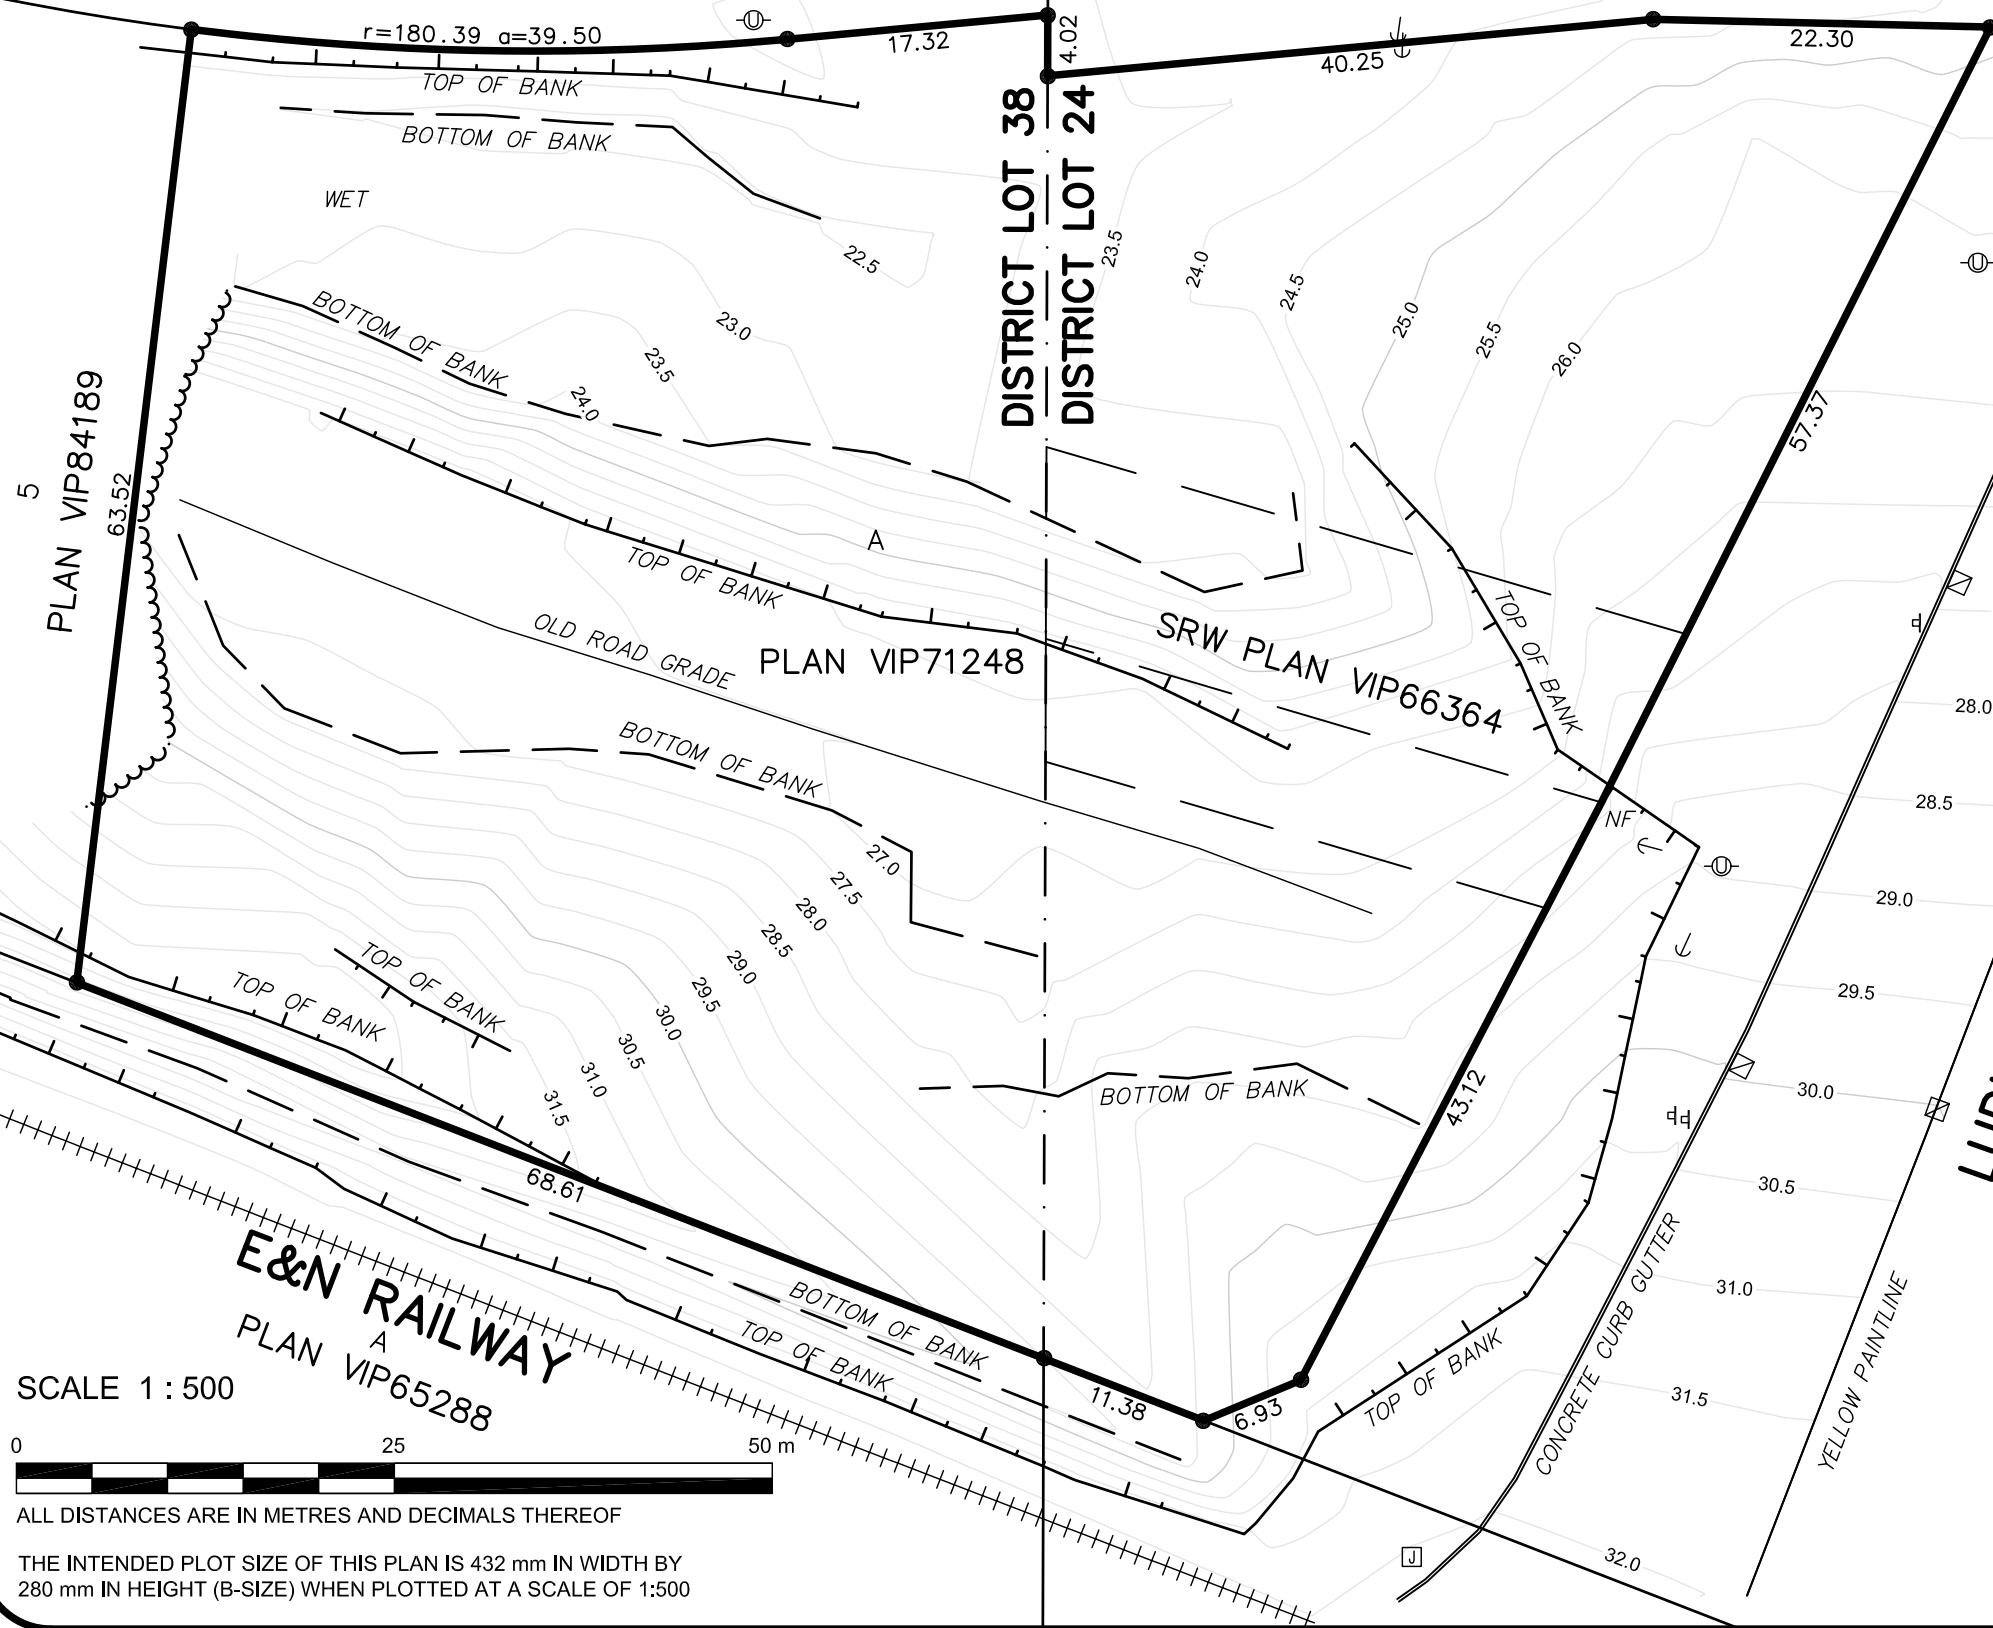 r=180.39 a=39.50
17.32
4.02
40.25
22.30
TOP OF BANK
BOTTOM OF BANK
WET
DISTRICT LOT 38
DISTRICT LOT 24
22.5
23.0
23.5
24.0
23.5
24.0
24.5
25.0
25.5
26.0
BOTTOM OF BANK
57.37
5
PLAN VIP84189
63.52
A
TOP OF BANK
OLD ROAD GRADE
PLAN VIP71248
SRW PLAN VIP66364
TOP OF BANK
BOTTOM OF BANK
NF
28.0
28.5
29.0
29.5
30.0
30.5
31.0
31.5
32.0
27.0
27.5
28.0
28.5
29.0
29.5
30.0
30.5
31.0
31.5
TOP OF BANK
TOP OF BANK
BOTTOM OF BANK
43.12
68.61
E&N RAILWAY
A
PLAN VIP65288
BOTTOM OF BANK
TOP OF BANK
11.38
6.93
TOP OF BANK
CONCRETE CURB GUTTER
YELLOW PAINTLINE
J
SCALE 1 : 500
0 25 50 m
ALL DISTANCES ARE IN METRES AND DECIMALS THEREOF
THE INTENDED PLOT SIZE OF THIS PLAN IS 432 mm IN WIDTH BY
280 mm IN HEIGHT (B-SIZE) WHEN PLOTTED AT A SCALE OF 1:500